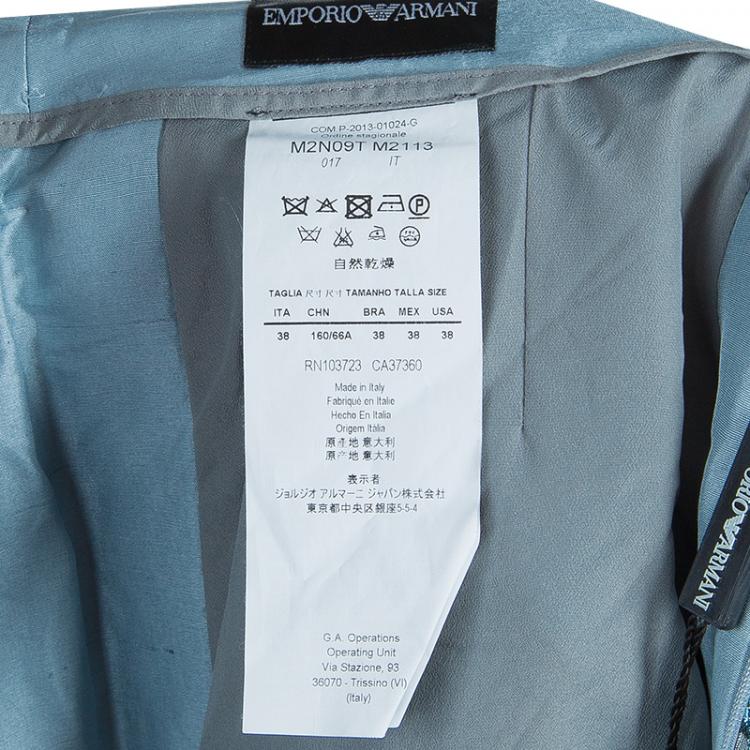 EMPORIO ARMANI
COM P-2013-01024-G
Ordine stagionale
M2N09T M2113
017 IT
P
自然乾燥
TAGLIA 尺寸 尺寸 TAMANHO TALLA SIZE
ITA CHN BRA MEX USA
38 160/66A 38 38 38
RN103723 CA37360
Made in Italy
Fabriqué en Italie
Hecho En Italia
Origem Itália
原產地 意大利
原产地 意大利
表示者
ジョルジオ アルマーニ ジャパン株式会社
東京都中央区銀座5-5-4
G.A. Operations
Operating Unit
Via Stazione, 93
36070 - Trissino (VI)
(Italy)
ARMANI